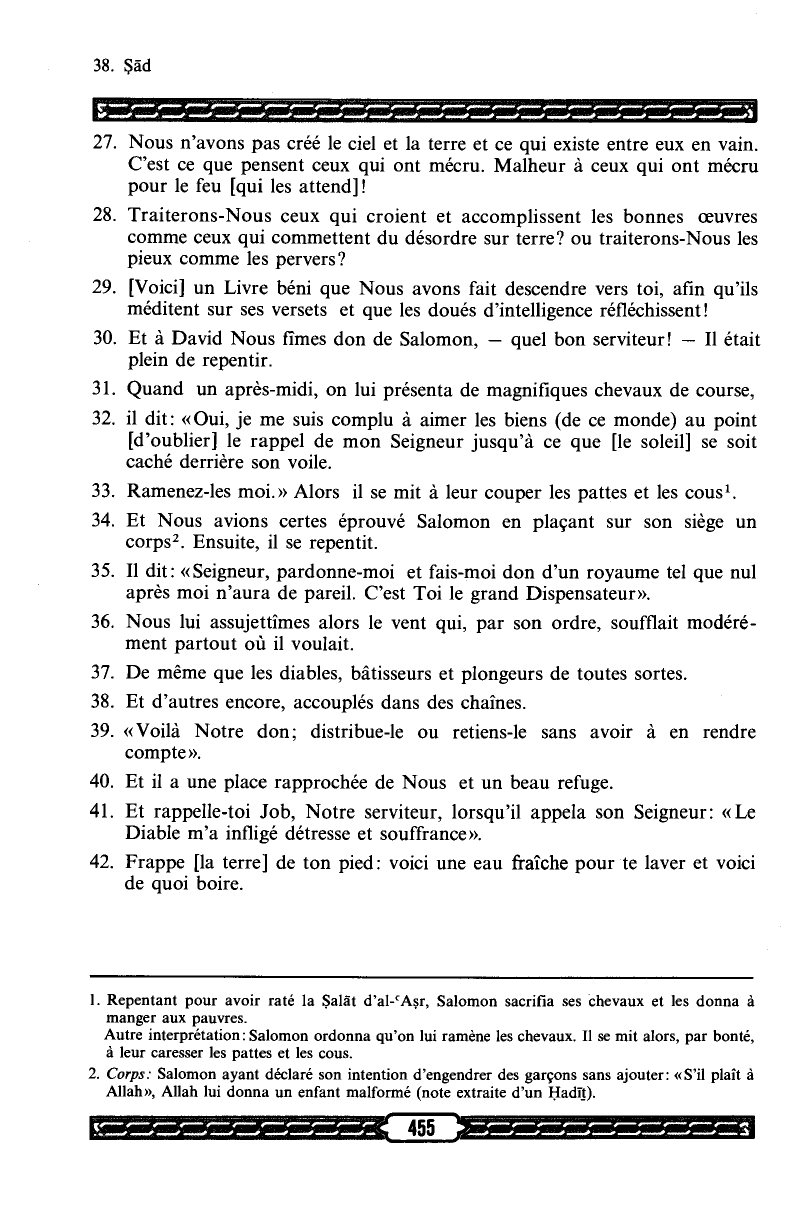 38. Ṣād
27. Nous n’avons pas créé le ciel et la terre et ce qui existe entre eux en vain.
C’est ce que pensent ceux qui ont mécru. Malheur à ceux qui ont mécru
pour le feu [qui les attend]!
28. Traiterons-Nous ceux qui croient et accomplissent les bonnes œuvres
comme ceux qui commettent du désordre sur terre? ou traiterons-Nous les
pieux comme les pervers?
29. [Voici] un Livre béni que Nous avons fait descendre vers toi, afin qu’ils
méditent sur ses versets et que les doués d’intelligence réfléchissent!
30. Et à David Nous fîmes don de Salomon, — quel bon serviteur! — Il était
plein de repentir.
31. Quand un après-midi, on lui présenta de magnifiques chevaux de course,
32. il dit: «Oui, je me suis complu à aimer les biens (de ce monde) au point
[d’oublier] le rappel de mon Seigneur jusqu’à ce que [le soleil] se soit
caché derrière son voile.
33. Ramenez-les moi.» Alors il se mit à leur couper les pattes et les cous¹.
34. Et Nous avions certes éprouvé Salomon en plaçant sur son siège un
corps². Ensuite, il se repentit.
35. Il dit: «Seigneur, pardonne-moi et fais-moi don d’un royaume tel que nul
après moi n’aura de pareil. C’est Toi le grand Dispensateur».
36. Nous lui assujettîmes alors le vent qui, par son ordre, soufflait modéré-
ment partout où il voulait.
37. De même que les diables, bâtisseurs et plongeurs de toutes sortes.
38. Et d’autres encore, accouplés dans des chaînes.
39. «Voilà Notre don; distribue-le ou retiens-le sans avoir à en rendre
compte».
40. Et il a une place rapprochée de Nous et un beau refuge.
41. Et rappelle-toi Job, Notre serviteur, lorsqu’il appela son Seigneur: «Le
Diable m’a infligé détresse et souffrance».
42. Frappe [la terre] de ton pied: voici une eau fraîche pour te laver et voici
de quoi boire.
1. Repentant pour avoir raté la Ṣalāt d’al-ʿAṣr, Salomon sacrifia ses chevaux et les donna à
manger aux pauvres.
Autre interprétation: Salomon ordonna qu’on lui ramène les chevaux. Il se mit alors, par bonté,
à leur caresser les pattes et les cous.
2. Corps: Salomon ayant déclaré son intention d’engendrer des garçons sans ajouter: «S’il plaît à
Allah», Allah lui donna un enfant malformé (note extraite d’un Ḥadīṯ).
455